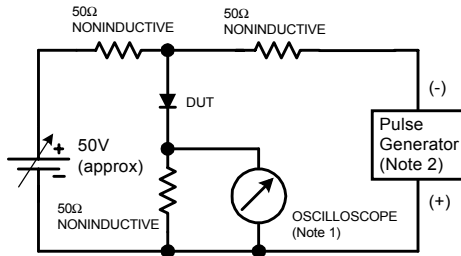 50Ω
NONINDUCTIVE
50Ω
NONINDUCTIVE
(-)
DUT
+
50V
(approx)
−
Pulse
Generator
(Note 2)
50Ω
NONINDUCTIVE
OSCILLOSCOPE
(Note 1)
(+)